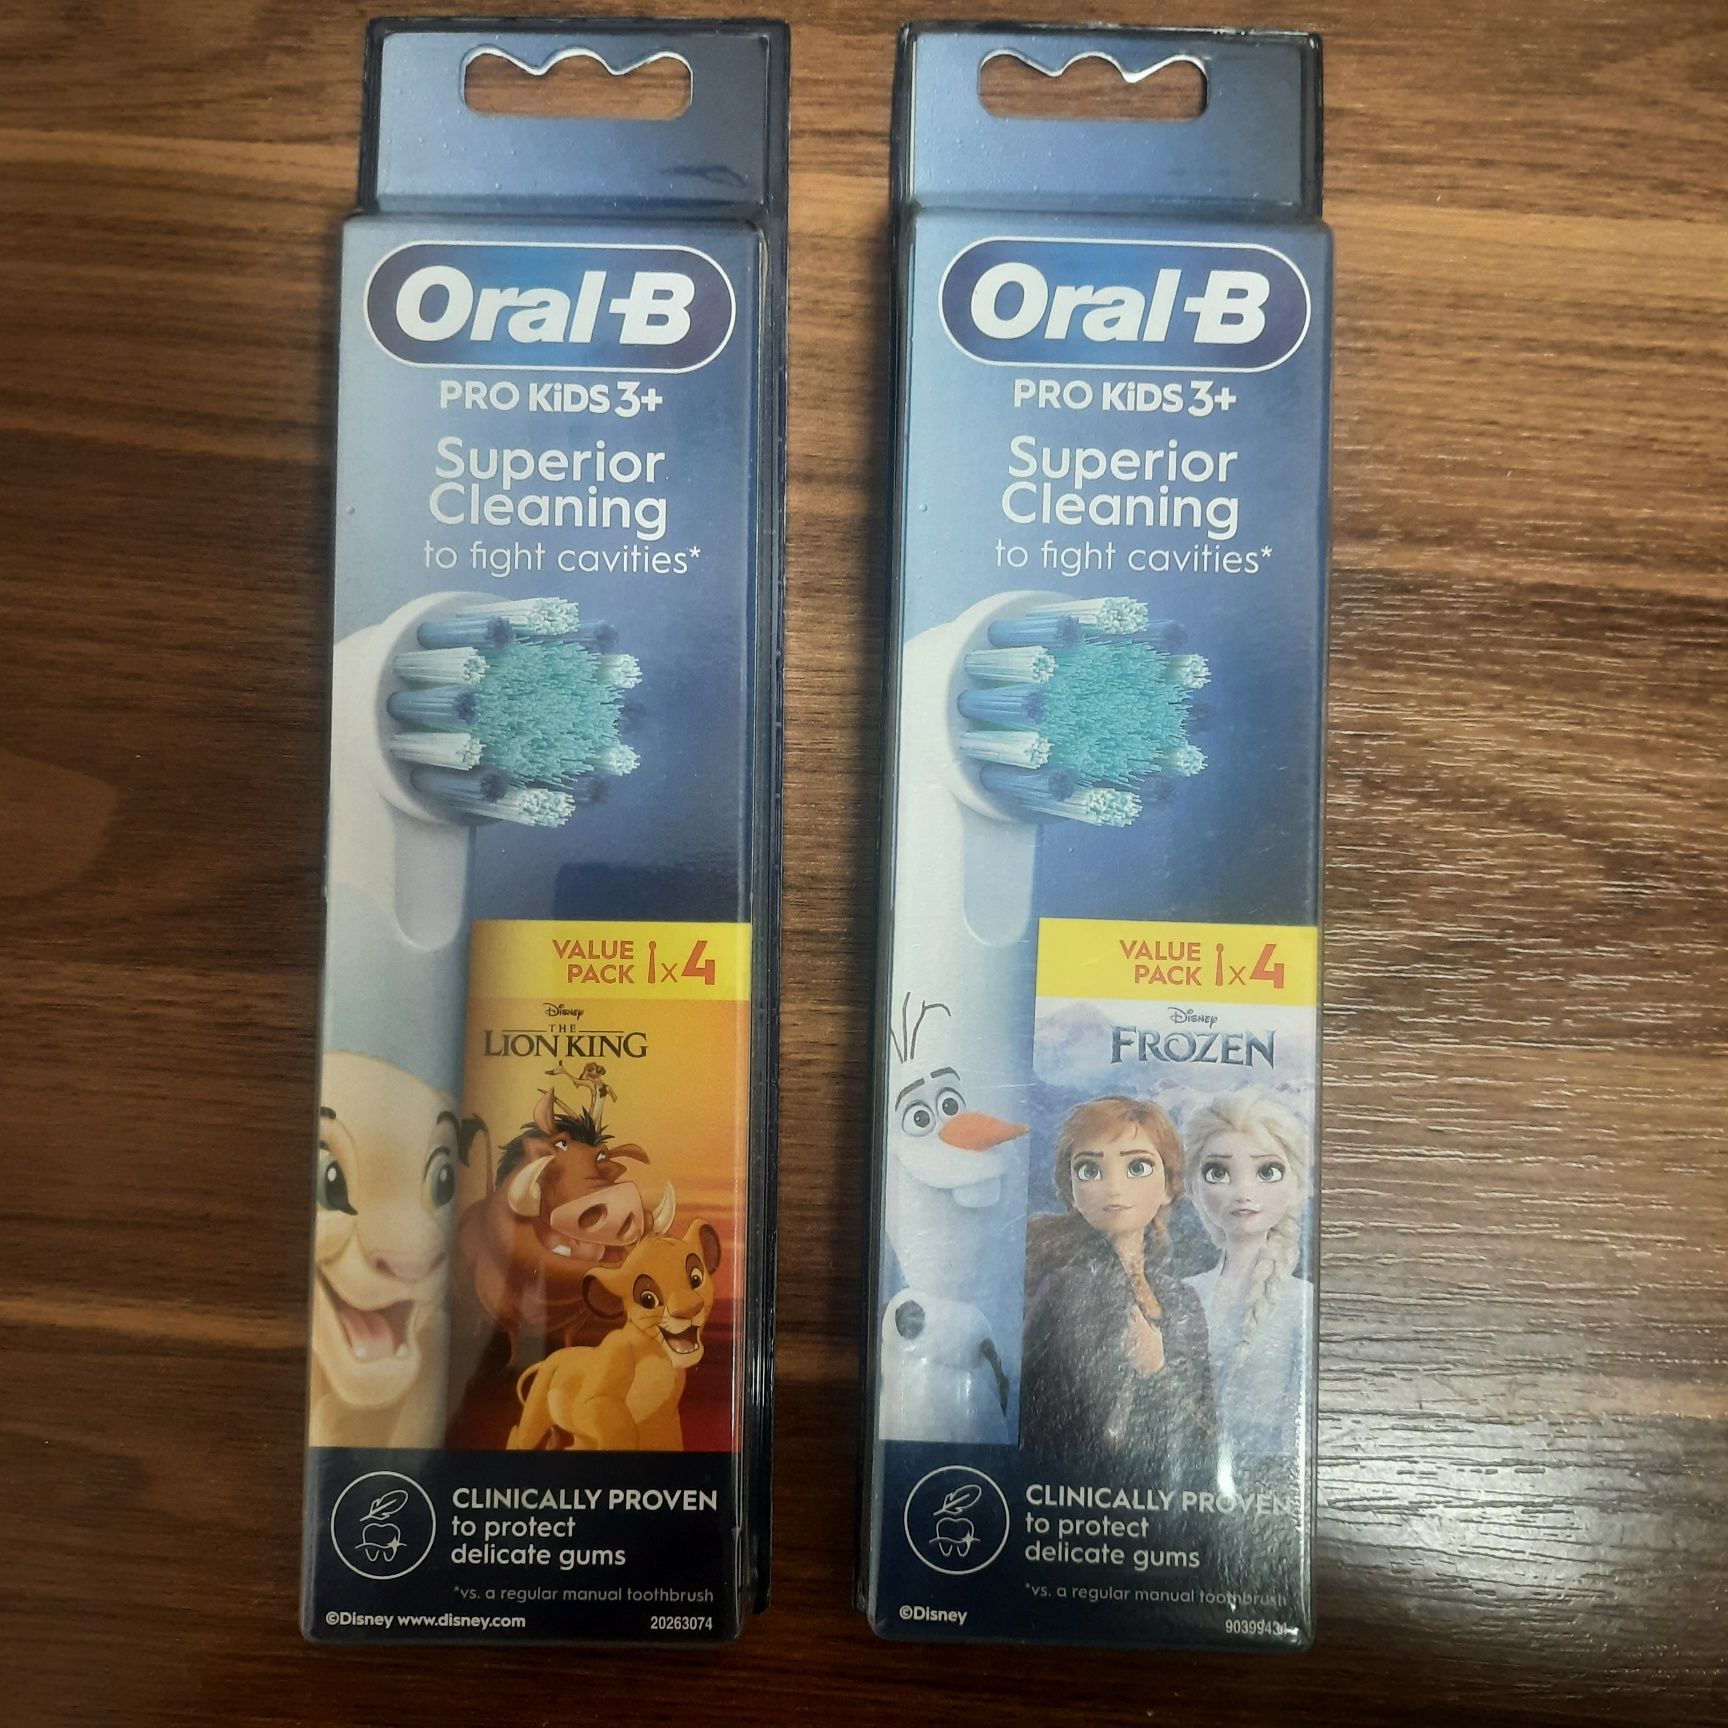 Oral-B
PRO KiDS 3+
Superior
Cleaning
to fight cavities*
VALUE
PACK x4
Disney
THE
LION KING
CLINICALLY PROVEN
to protect
delicate gums
*vs. a regular manual toothbrush
©Disney www.disney.com 20263074
Oral-B
PRO KiDS 3+
Superior
Cleaning
to fight cavities*
VALUE
PACK x4
Disney
FROZEN
CLINICALLY PROVEN
to protect
delicate gums
*vs. a regular manual toothbrush
©Disney